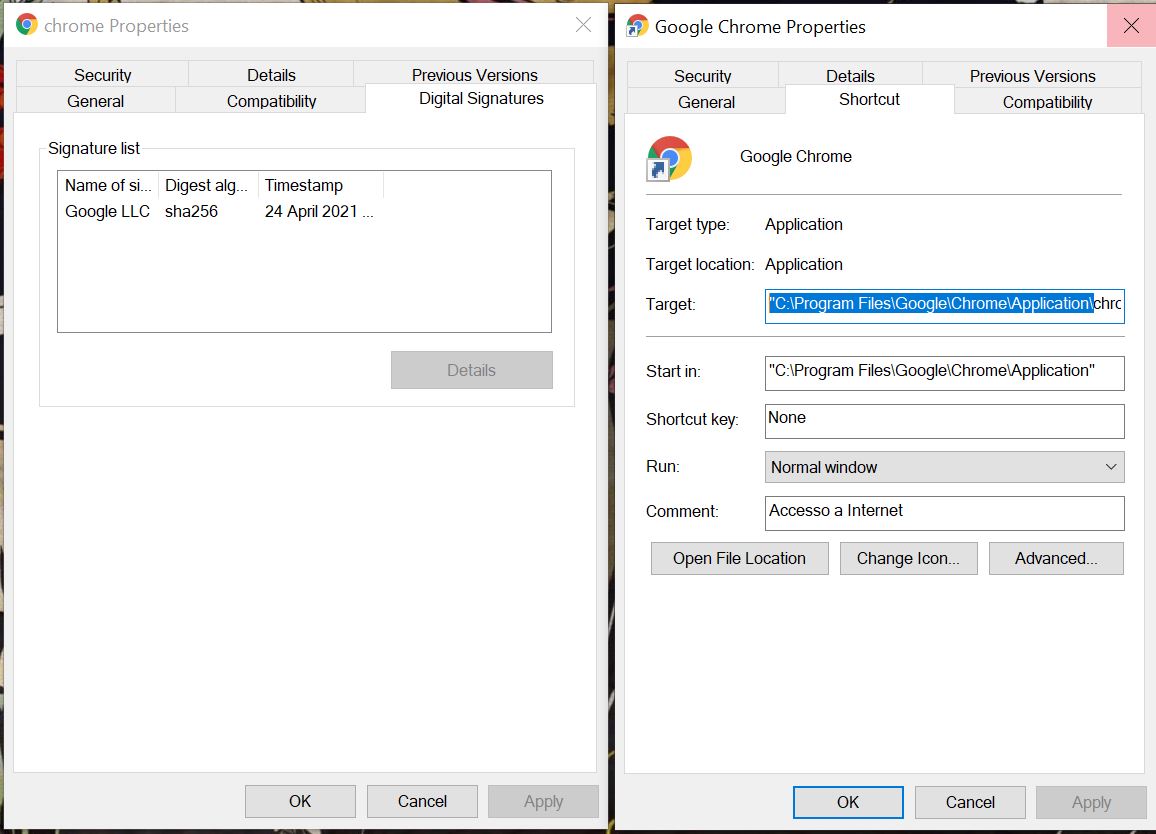 chrome Properties
Security Details Previous Versions
General Compatibility Digital Signatures
Signature list
Name of si... Digest alg... Timestamp
Google LLC sha256 24 April 2021 ...
Details
OK Cancel Apply
Google Chrome Properties
Security Details Previous Versions
General Shortcut Compatibility
Google Chrome
Target type: Application
Target location: Application
Target: "C:\Program Files\Google\Chrome\Application\chro
Start in: "C:\Program Files\Google\Chrome\Application"
Shortcut key: None
Run: Normal window
Comment: Accesso a Internet
Open File Location Change Icon... Advanced...
OK Cancel Apply